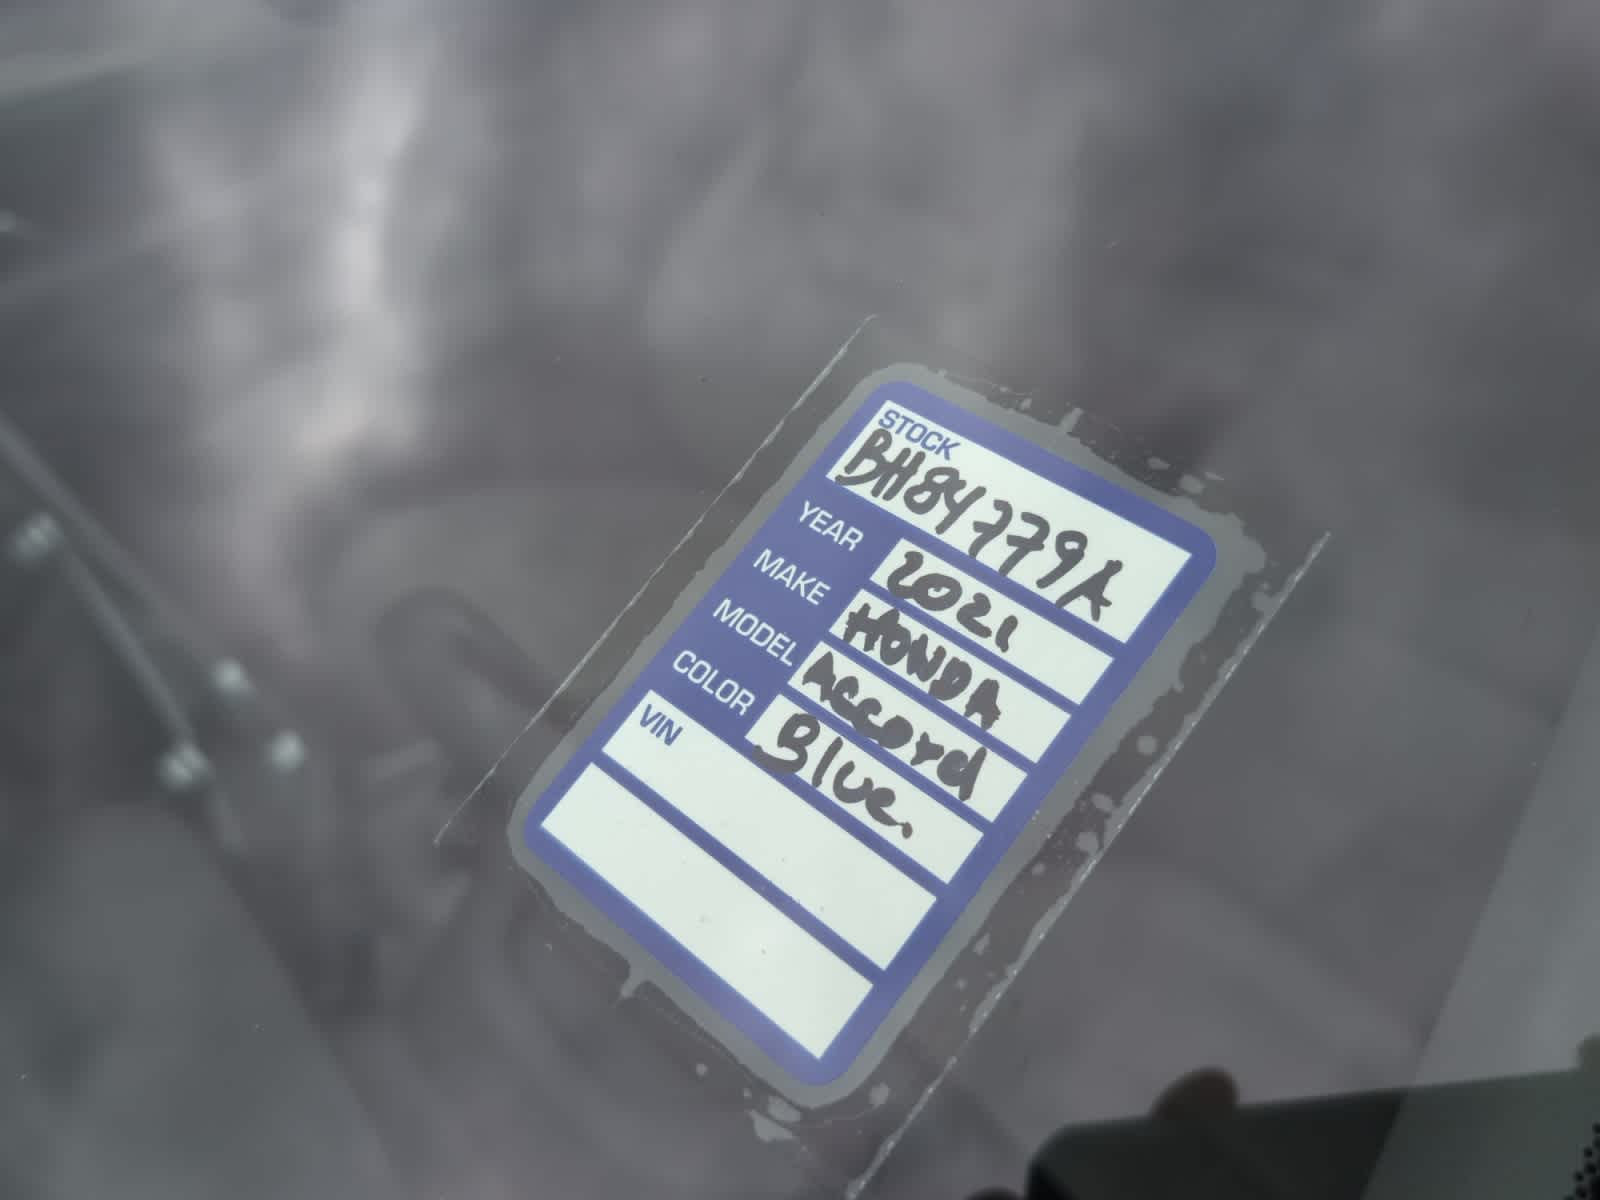 STOCK
BH84779A
YEAR 2021
MAKE HONDA
MODEL Accord
COLOR Blue.
VIN